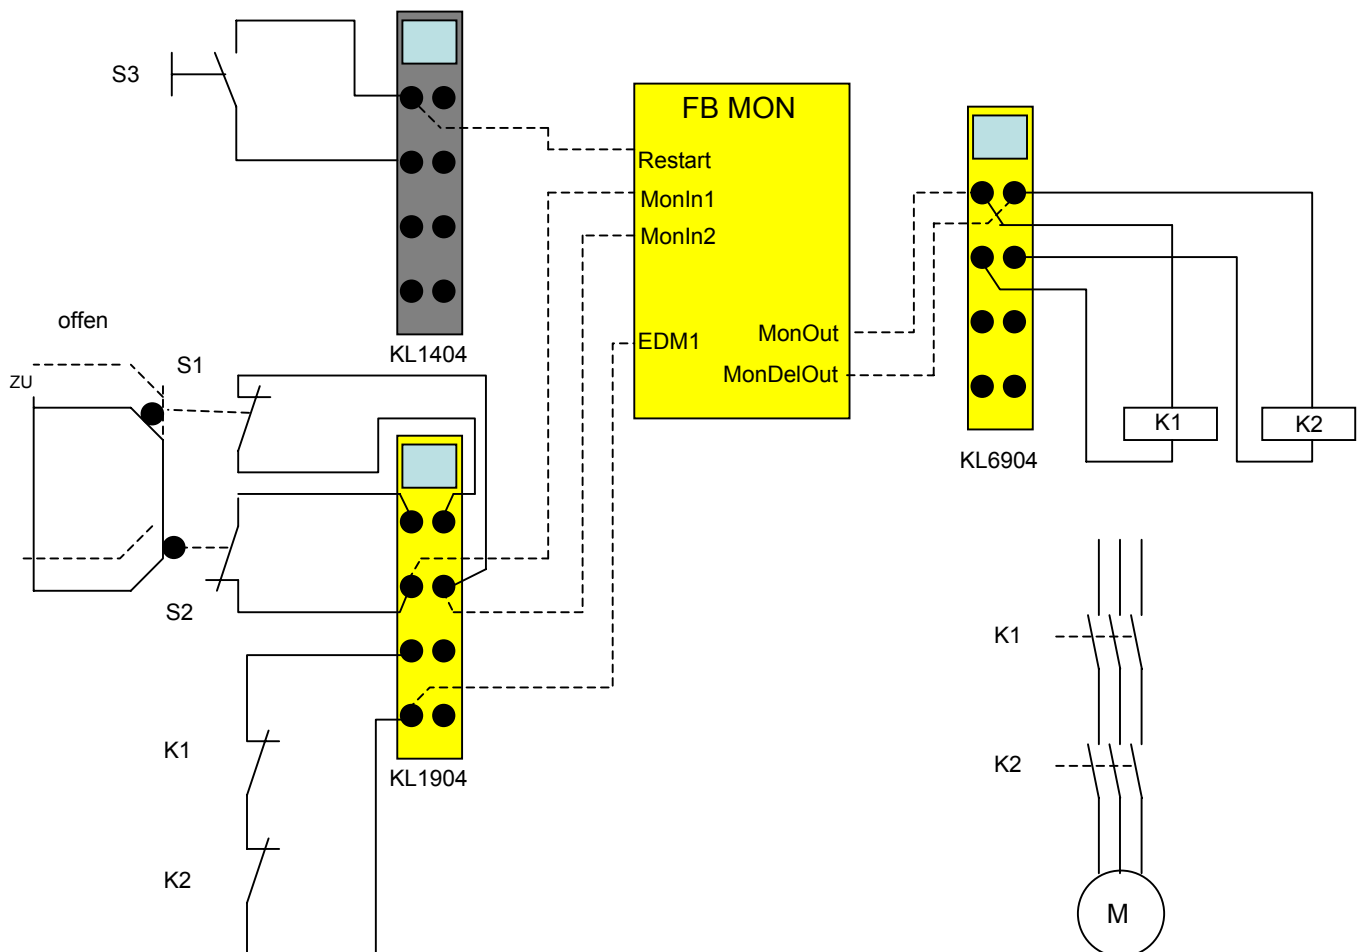 S3
FB MON
Restart
MonIn1
MonIn2
EDM1
MonOut
MonDelOut
KL1404
offen
ZU
S1
S2
KL6904
K1
K2
KL1904
K1
K2
K1
K2
M